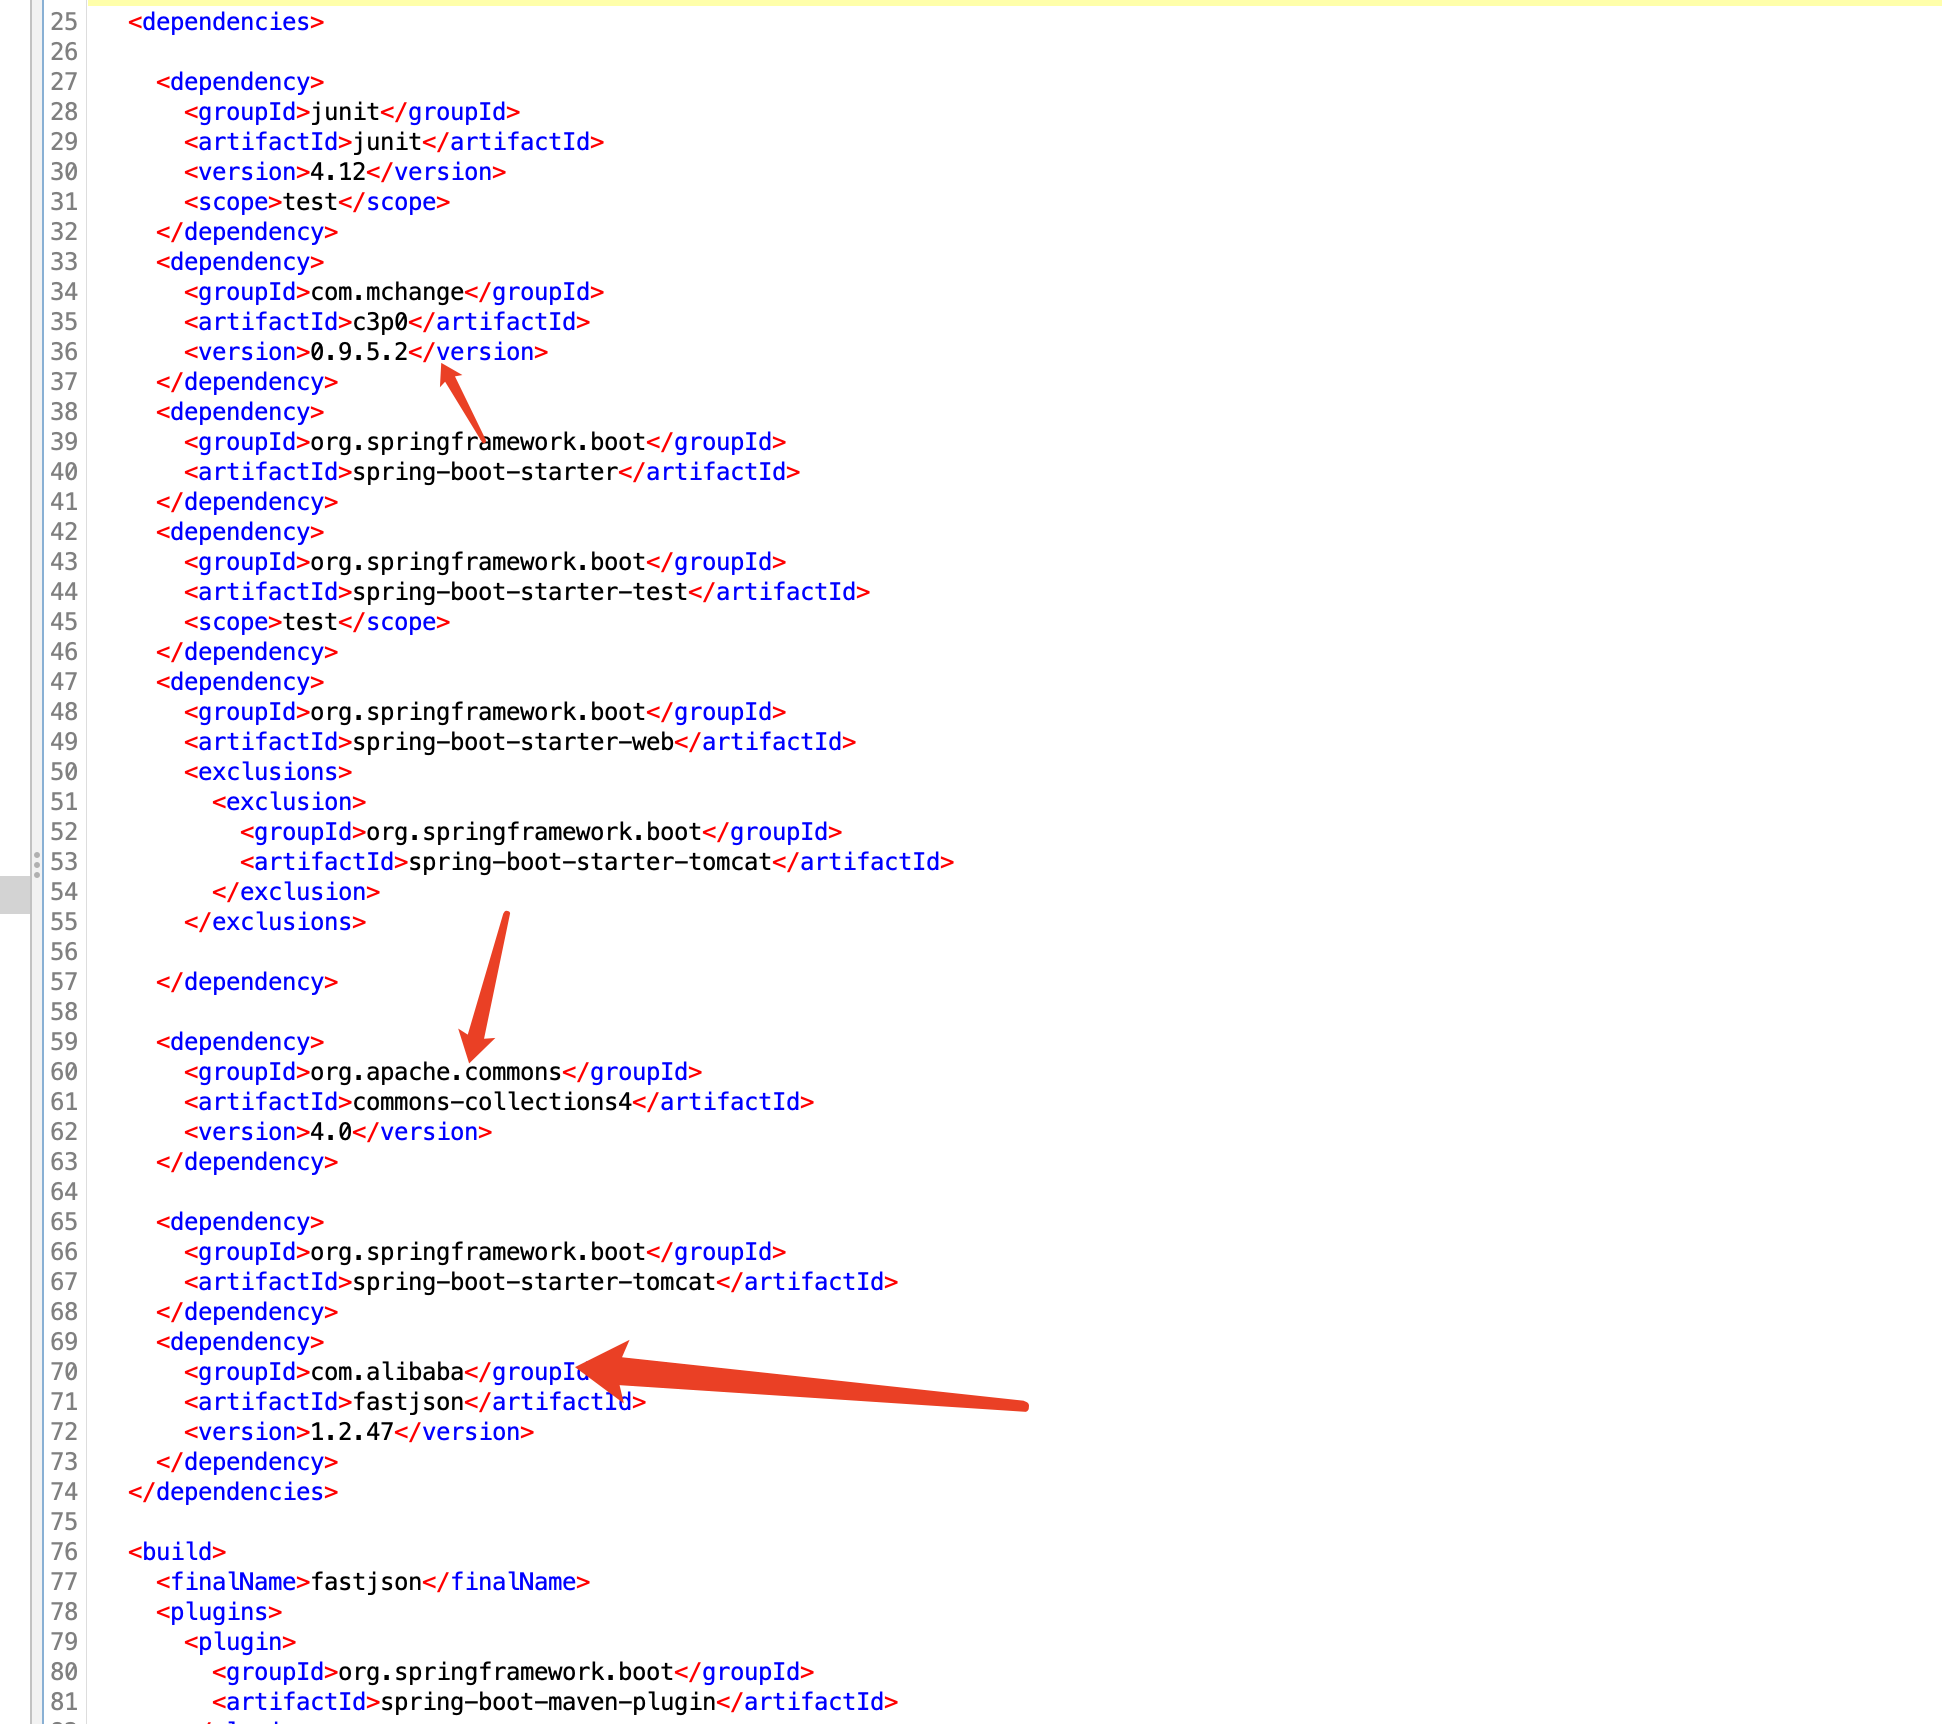 25 <dependencies>
26
27 <dependency>
28 <groupId>junit</groupId>
29 <artifactId>junit</artifactId>
30 <version>4.12</version>
31 <scope>test</scope>
32 </dependency>
33 <dependency>
34 <groupId>com.mchange</groupId>
35 <artifactId>c3p0</artifactId>
36 <version>0.9.5.2</version>
37 </dependency>
38 <dependency>
39 <groupId>org.springframework.boot</groupId>
40 <artifactId>spring-boot-starter</artifactId>
41 </dependency>
42 <dependency>
43 <groupId>org.springframework.boot</groupId>
44 <artifactId>spring-boot-starter-test</artifactId>
45 <scope>test</scope>
46 </dependency>
47 <dependency>
48 <groupId>org.springframework.boot</groupId>
49 <artifactId>spring-boot-starter-web</artifactId>
50 <exclusions>
51 <exclusion>
52 <groupId>org.springframework.boot</groupId>
53 <artifactId>spring-boot-starter-tomcat</artifactId>
54 </exclusion>
55 </exclusions>
56
57 </dependency>
58
59 <dependency>
60 <groupId>org.apache.commons</groupId>
61 <artifactId>commons-collections4</artifactId>
62 <version>4.0</version>
63 </dependency>
64
65 <dependency>
66 <groupId>org.springframework.boot</groupId>
67 <artifactId>spring-boot-starter-tomcat</artifactId>
68 </dependency>
69 <dependency>
70 <groupId>com.alibaba</groupId
71 <artifactId>fastjson</artifactId>
72 <version>1.2.47</version>
73 </dependency>
74 </dependencies>
75
76 <build>
77 <finalName>fastjson</finalName>
78 <plugins>
79 <plugin>
80 <groupId>org.springframework.boot</groupId>
81 <artifactId>spring-boot-maven-plugin</artifactId>